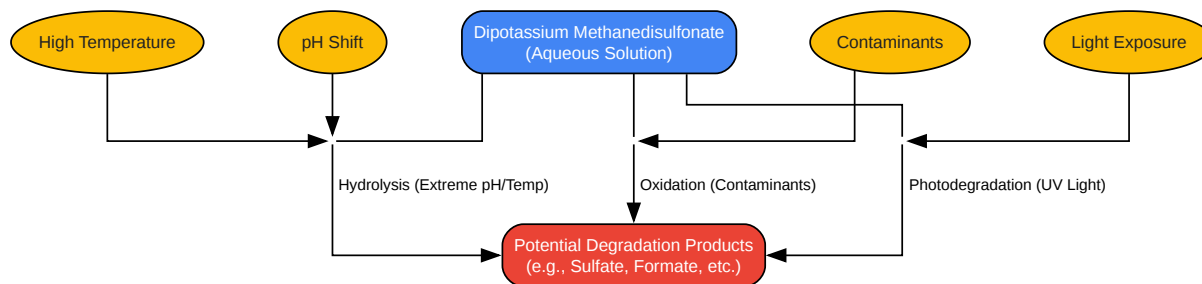 High Temperature
pH Shift
Dipotassium Methanedisulfonate
(Aqueous Solution)
Contaminants
Light Exposure
Hydrolysis (Extreme pH/Temp)
Oxidation (Contaminants)
Photodegradation (UV Light)
Potential Degradation Products
(e.g., Sulfate, Formate, etc.)